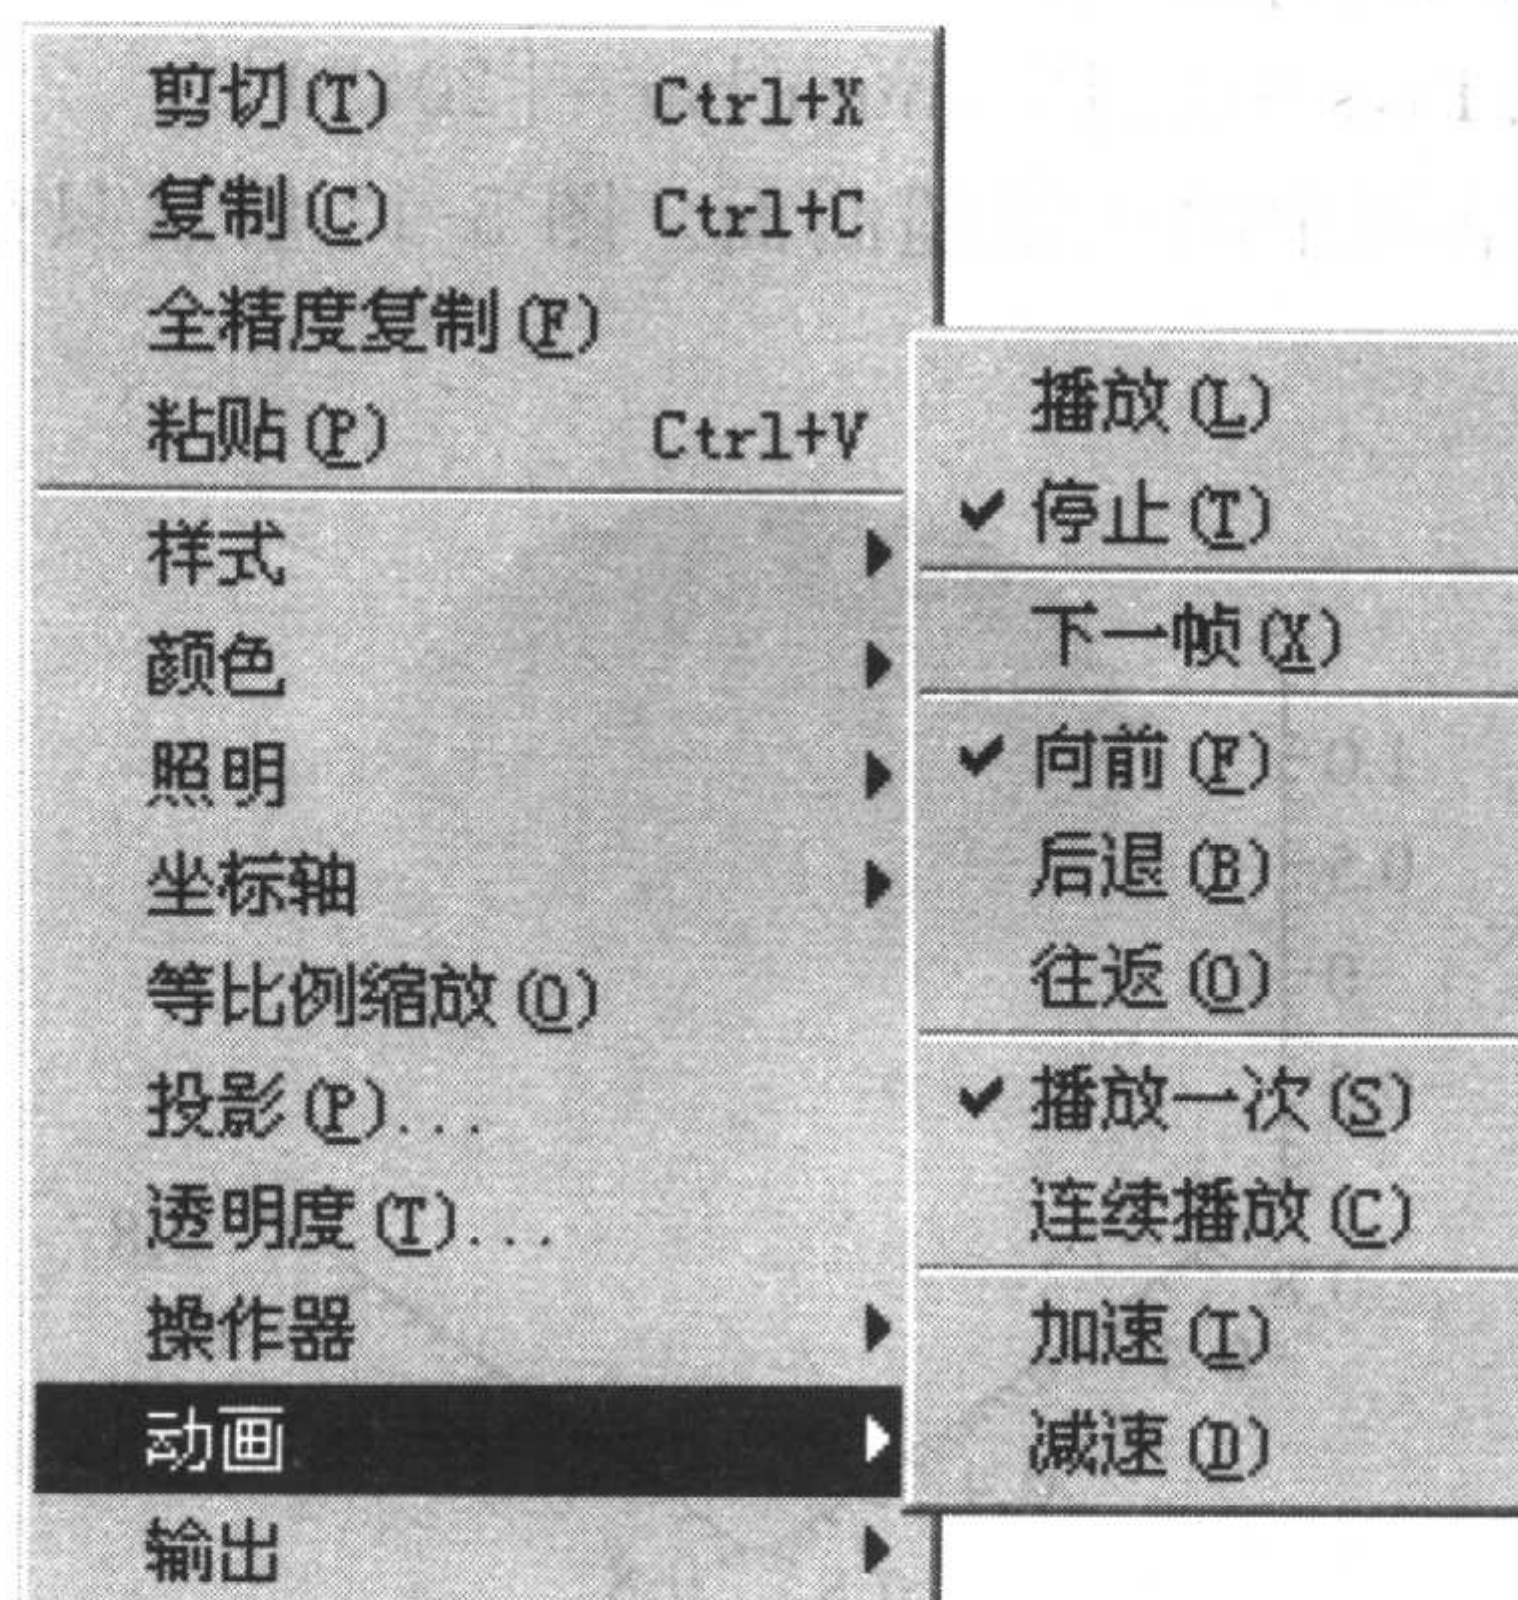 剪切(T) Ctrl+X
复制(C) Ctrl+C
全精度复制(F)
粘贴(P) Ctrl+V
样式
颜色
照明
坐标轴
等比例缩放(O)
投影(P)...
透明度(T)...
操作器
动画
输出
播放(L)
停止(T)
下一帧(X)
向前(F)
后退(B)
往返(O)
播放一次(S)
连续播放(C)
加速(I)
减速(D)